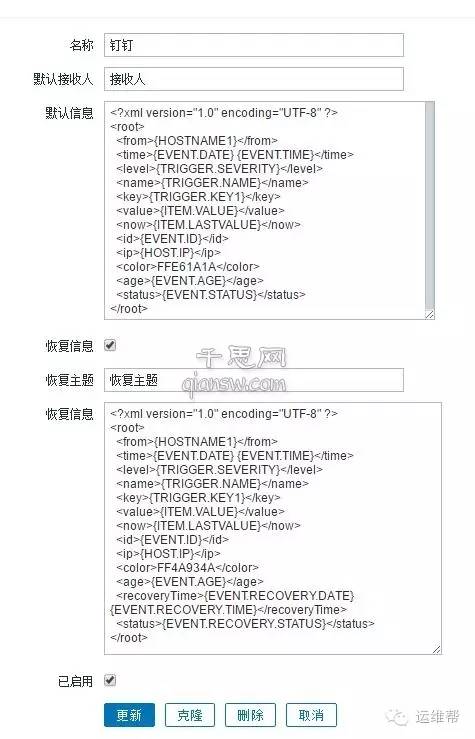 名称 钉钉
默认接收人 接收人
默认信息 <?xml version="1.0" encoding="UTF-8" ?>
<root>
<from>{HOSTNAME1}</from>
<time>{EVENT.DATE} {EVENT.TIME}</time>
<level>{TRIGGER.SEVERITY}</level>
<name>{TRIGGER.NAME}</name>
<key>{TRIGGER.KEY1}</key>
<value>{ITEM.VALUE}</value>
<now>{ITEM.LASTVALUE}</now>
<id>{EVENT.ID}</id>
<ip>{HOST.IP}</ip>
<color>FFE61A1A</color>
<age>{EVENT.AGE}</age>
<status>{EVENT.STATUS}</status>
</root>
恢复信息
千思网
qiansw.com
恢复主题 恢复主题
恢复信息 <?xml version="1.0" encoding="UTF-8" ?>
<root>
<from>{HOSTNAME1}</from>
<time>{EVENT.DATE} {EVENT.TIME}</time>
<level>{TRIGGER.SEVERITY}</level>
<name>{TRIGGER.NAME}</name>
<key>{TRIGGER.KEY1}</key>
<value>{ITEM.VALUE}</value>
<now>{ITEM.LASTVALUE}</now>
<id>{EVENT.ID}</id>
<ip>{HOST.IP}</ip>
<color>FF4A934A</color>
<age>{EVENT.AGE}</age>
<recoveryTime>{EVENT.RECOVERY.DATE}
{EVENT.RECOVERY.TIME}</recoveryTime>
<status>{EVENT.RECOVERY.STATUS}</status>
</root>
已启用
更新 克隆 删除 取消
运维帮